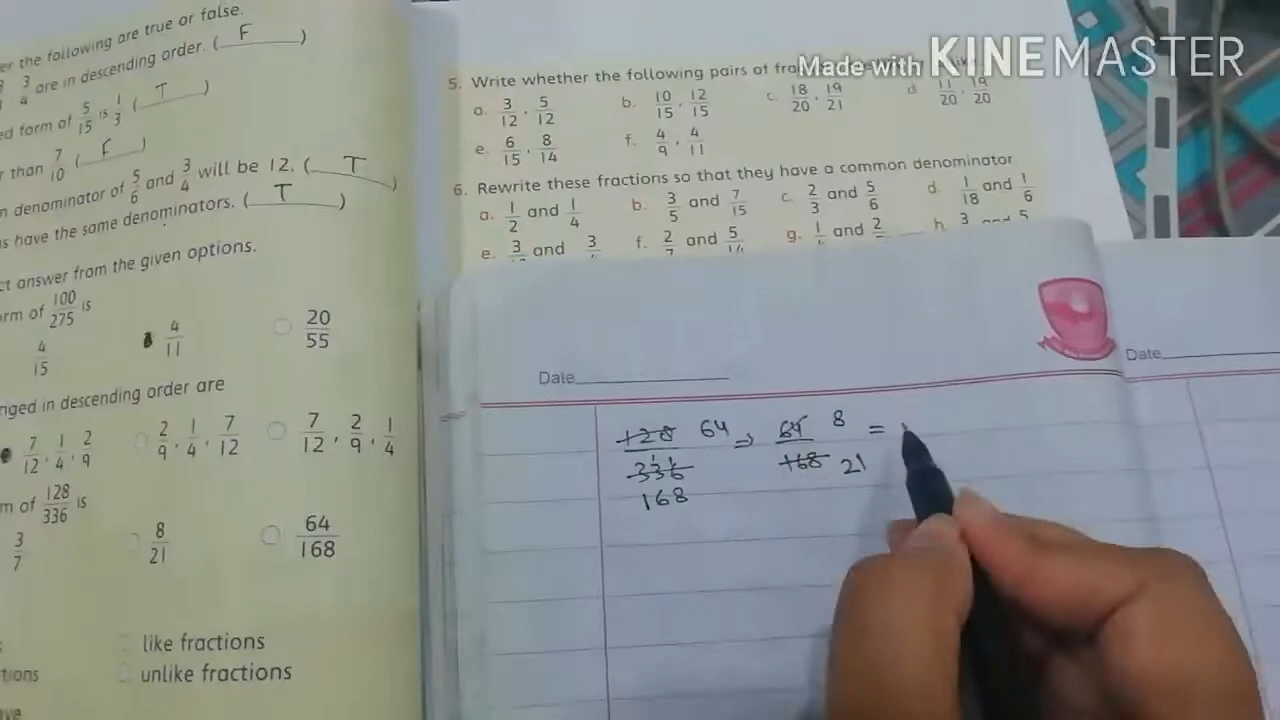 er the following are true or false.
3/4 are in descending order. ( F )
ed form of 5/15 is 1/3 ( T )
r than 7/10 ( F )
n denominator of 5/6 and 3/4 will be 12. ( T )
s have the same denominators. ( T )
ct answer from the given options.
orm of 100/275 is
4/15 4/11 20/55
nged in descending order are
7/12, 1/4, 2/9 2/9, 1/4, 7/12 7/12, 2/9, 1/4
m of 128/336 is
3/7 8/21 64/168
like fractions
tions unlike fractions
Made with KINEMASTER
5. Write whether the following pairs of
a. 3/12, 5/12 b. 10/15, 12/15 c. 18/20, 19/21 d. 11/20, 19/20
e. 6/15, 8/14 f. 4/9, 4/11
6. Rewrite these fractions so that they have a common denominator
a. 1/2 and 1/4 b. 3/5 and 7/15 c. 2/3 and 5/6 d. 1/18 and 1/6
e. and f. and g. and h.
Date
Date
128/336 64/168 ⇒ 64/168 8/21 =